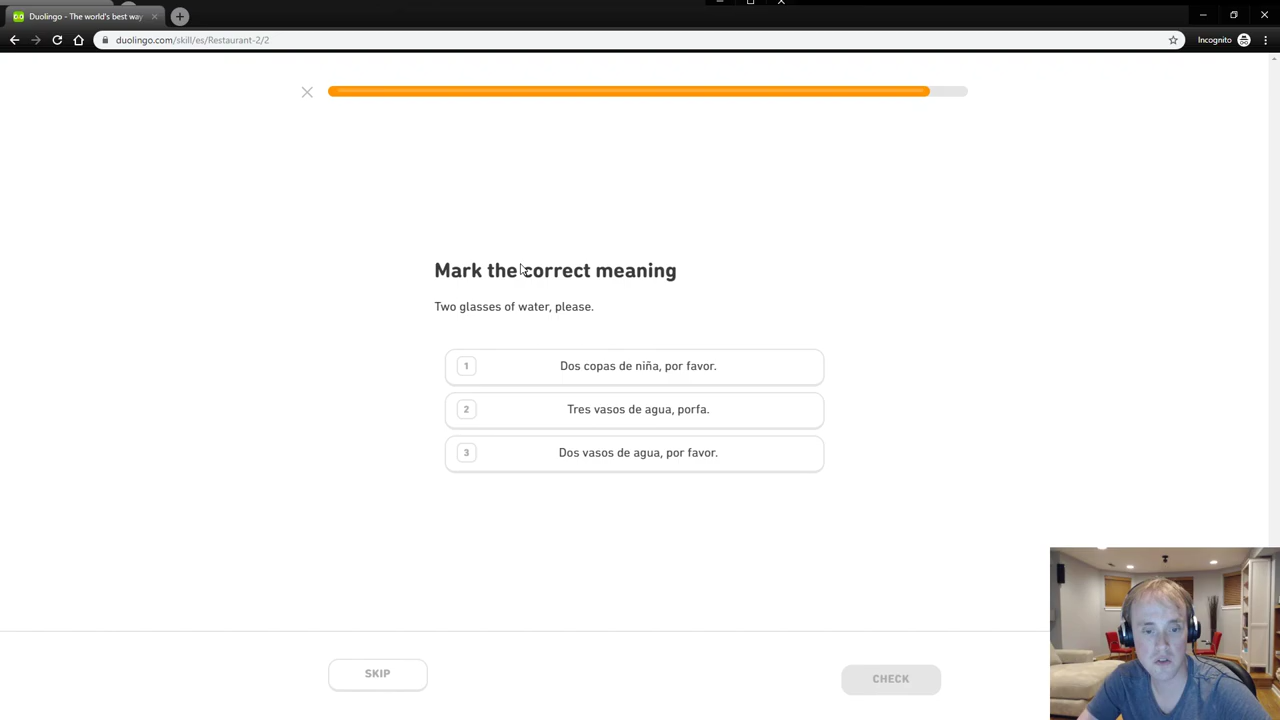 Duolingo - The world's best way
duolingo.com/skill/es/Restaurant-2/2
Incognito
Mark the correct meaning
Two glasses of water, please.
1 Dos copas de niña, por favor.
2 Tres vasos de agua, porfa.
3 Dos vasos de agua, por favor.
SKIP
CHECK